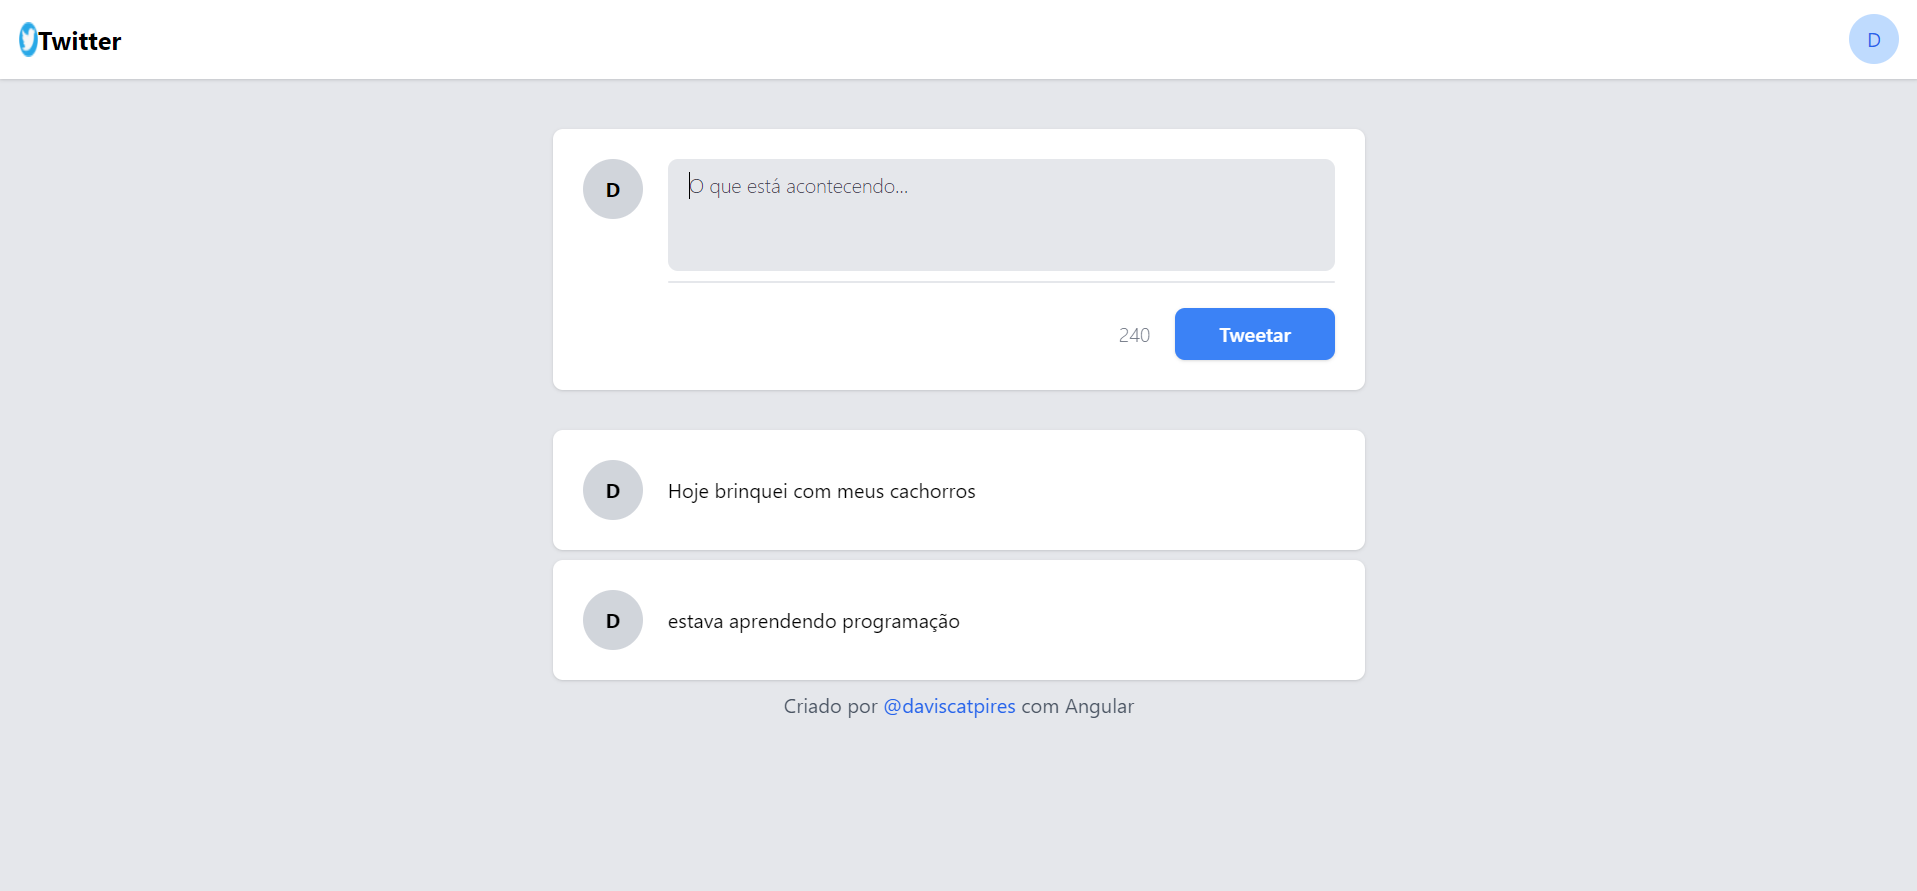 Twitter
D
D
O que está acontecendo...
240
Tweetar
D
Hoje brinquei com meus cachorros
D
estava aprendendo programação
Criado por @daviscatpires com Angular